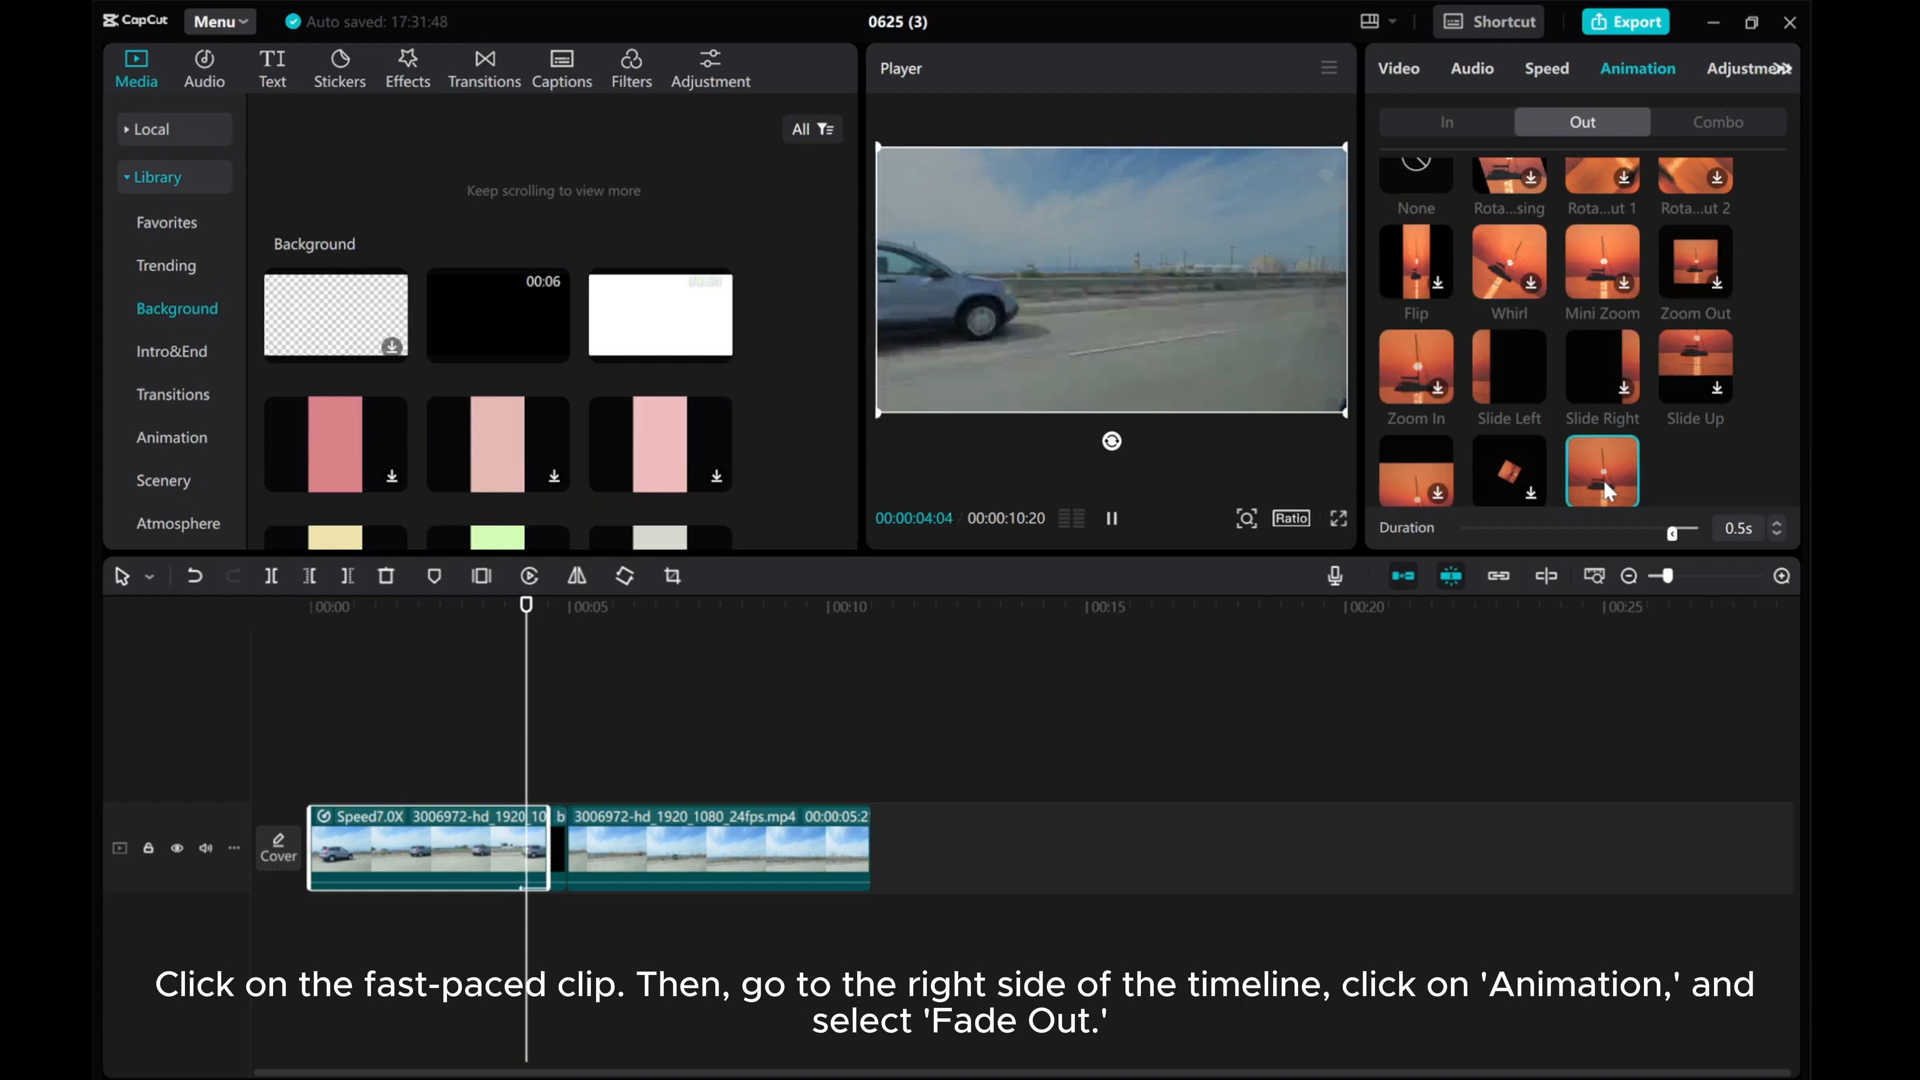 CapCut
Menu
Auto saved: 17:31:48
0625 (3)
Shortcut
Export
Media
Audio
Text
Stickers
Effects
Transitions
Captions
Filters
Adjustment
Player
Video
Audio
Speed
Animation
Adjustment
Local
Library
Favorites
Trending
Background
Intro&End
Transitions
Animation
Scenery
Atmosphere
All
Keep scrolling to view more
Background
00:06
00:00:04:04
00:00:10:20
Ratio
In
Out
Combo
None
Rota...sing
Rota...ut 1
Rota...ut 2
Flip
Whirl
Mini Zoom
Zoom Out
Zoom In
Slide Left
Slide Right
Slide Up
Duration
0.5s
00:00
00:05
00:10
00:15
00:20
00:25
Cover
Speed7.0X 3006972-hd_1920_10
b
3006972-hd_1920_1080_24fps.mp4 00:00:05:2
Click on the fast-paced clip. Then, go to the right side of the timeline, click on 'Animation,' and
select 'Fade Out.'